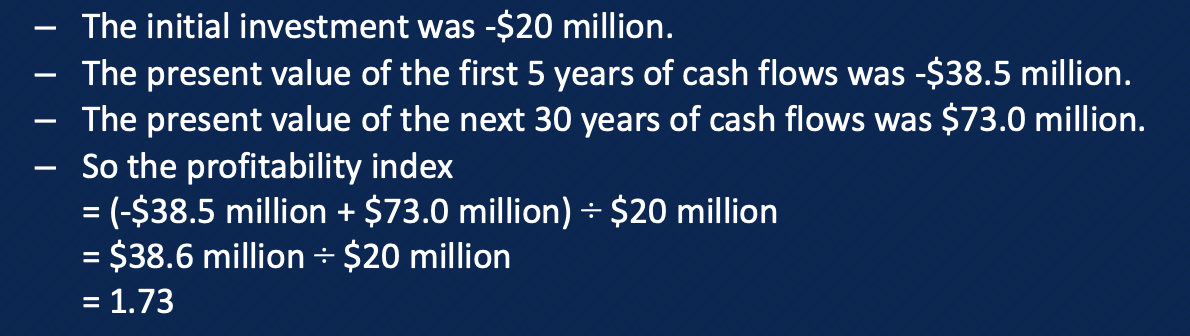 – The initial investment was -$20 million.
– The present value of the first 5 years of cash flows was -$38.5 million.
– The present value of the next 30 years of cash flows was $73.0 million.
– So the profitability index
= (-$38.5 million + $73.0 million) ÷ $20 million
= $38.6 million ÷ $20 million
= 1.73